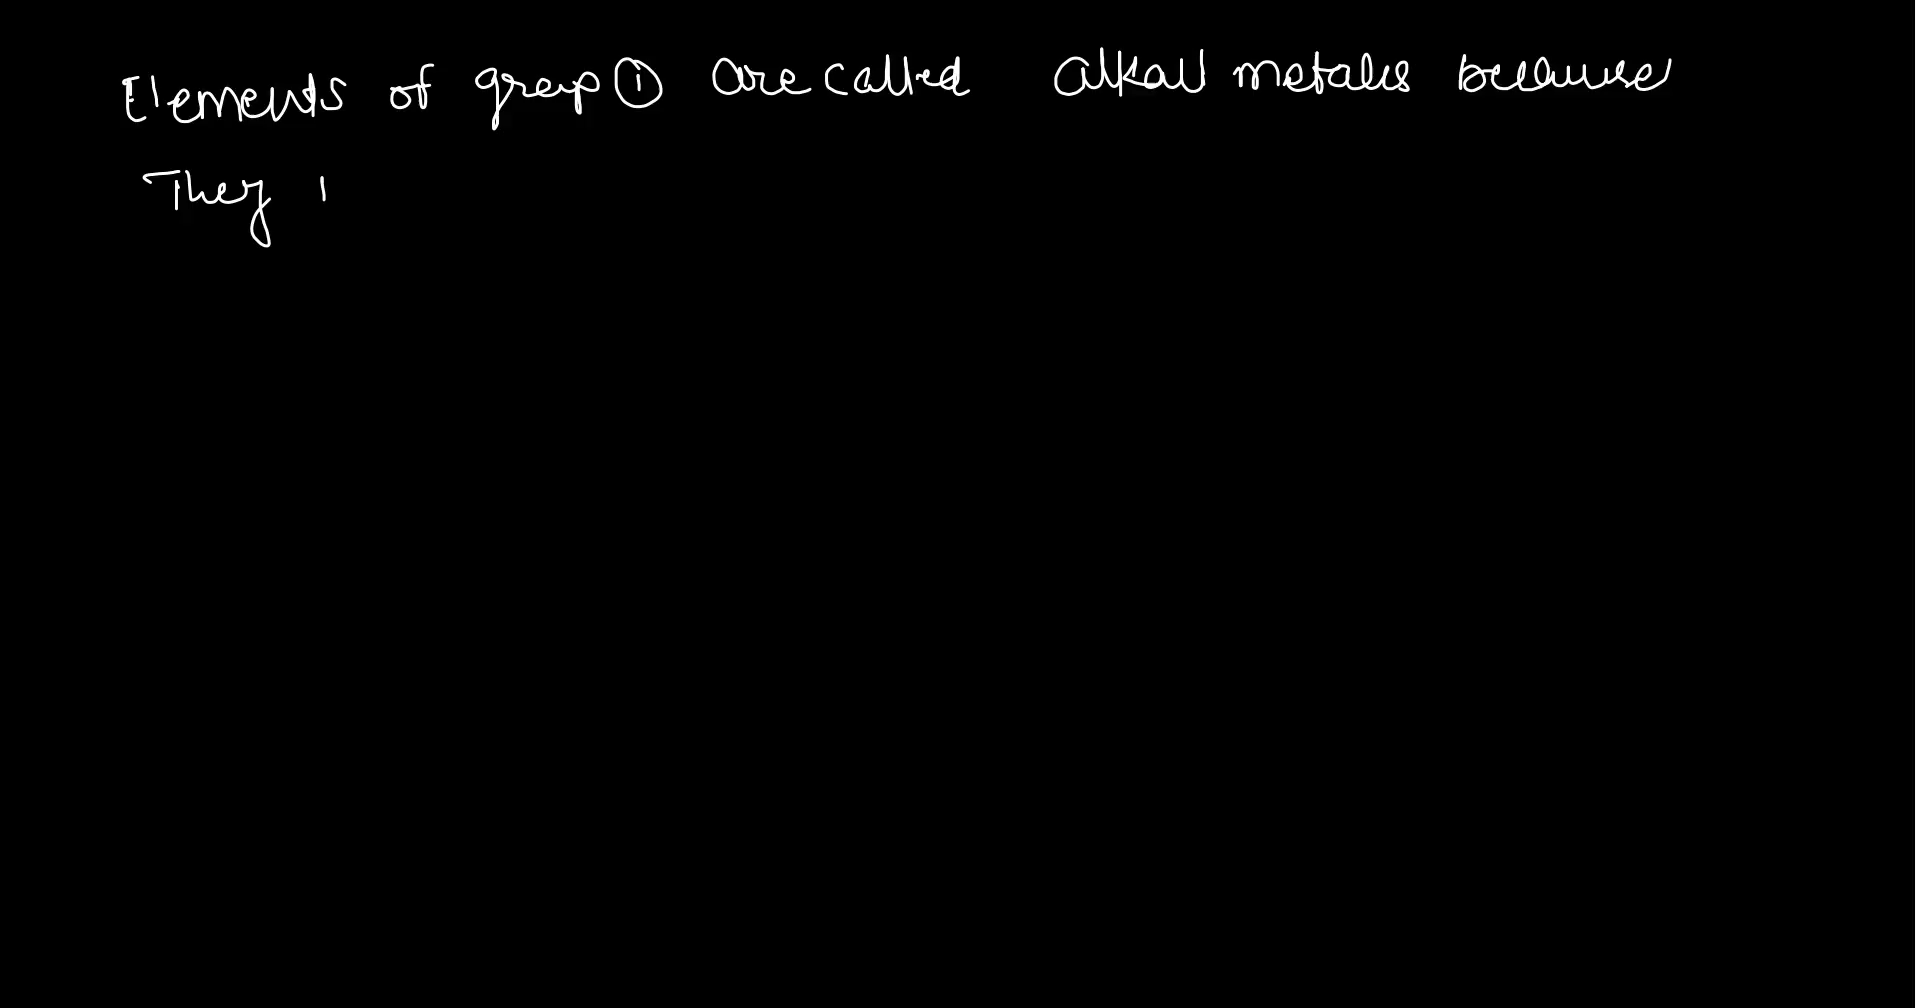 Elements of group ① are called alkali metals because
They